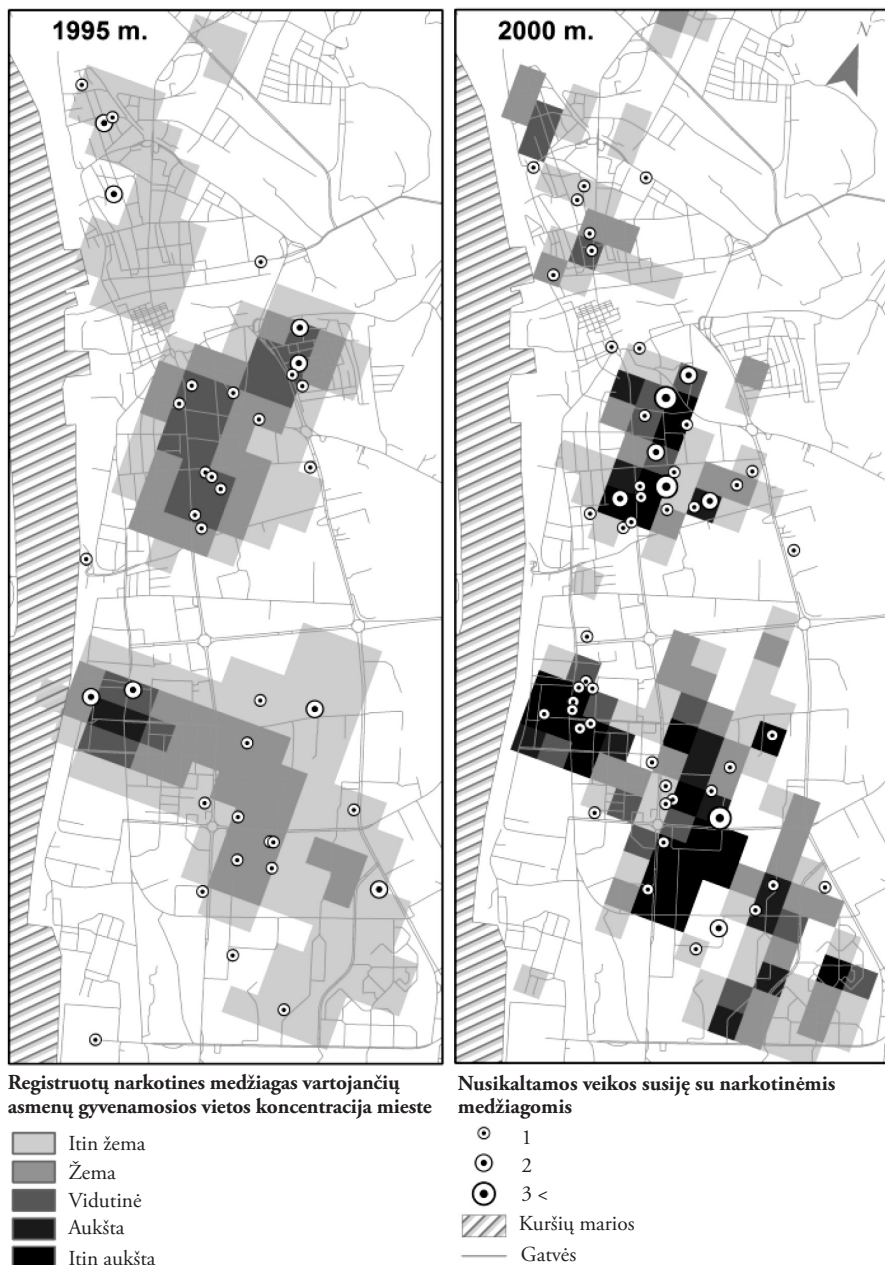 1995 m.
2000 m.
N
Registruotų narkotines medžiagas vartojančių
asmenų gyvenamosios vietos koncentracija mieste
Itin žema
Žema
Vidutinė
Aukšta
Itin aukšta
Nusikaltamos veikos susiję su narkotinėmis
medžiagomis
1
2
3 <
Kuršių marios
Gatvės